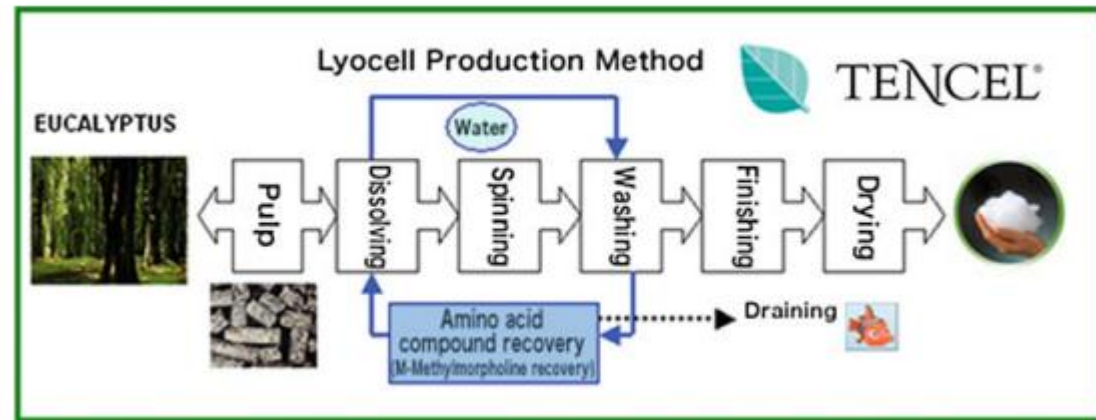 Lyocell Production Method
TENCEL®
EUCALYPTUS
Water
Pulp
Dissolving
Spinning
Washing
Finishing
Drying
Amino acid
compound recovery
(M-Methylmorpholine recovery)
Draining